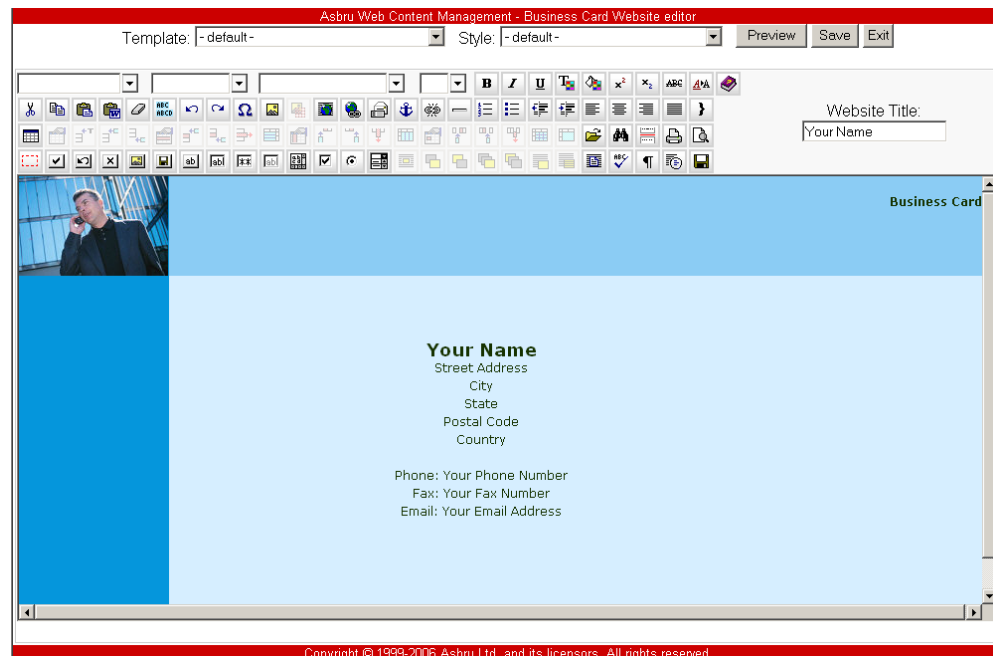 Asbru Web Content Management - Business Card Website editor
Template: - default - Style: - default - Preview Save Exit
Website Title:
Your Name
Business Card
Your Name
Street Address
City
State
Postal Code
Country
Phone: Your Phone Number
Fax: Your Fax Number
Email: Your Email Address
Copyright © 1999-2006 Asbru Ltd. and its licensors. All rights reserved.